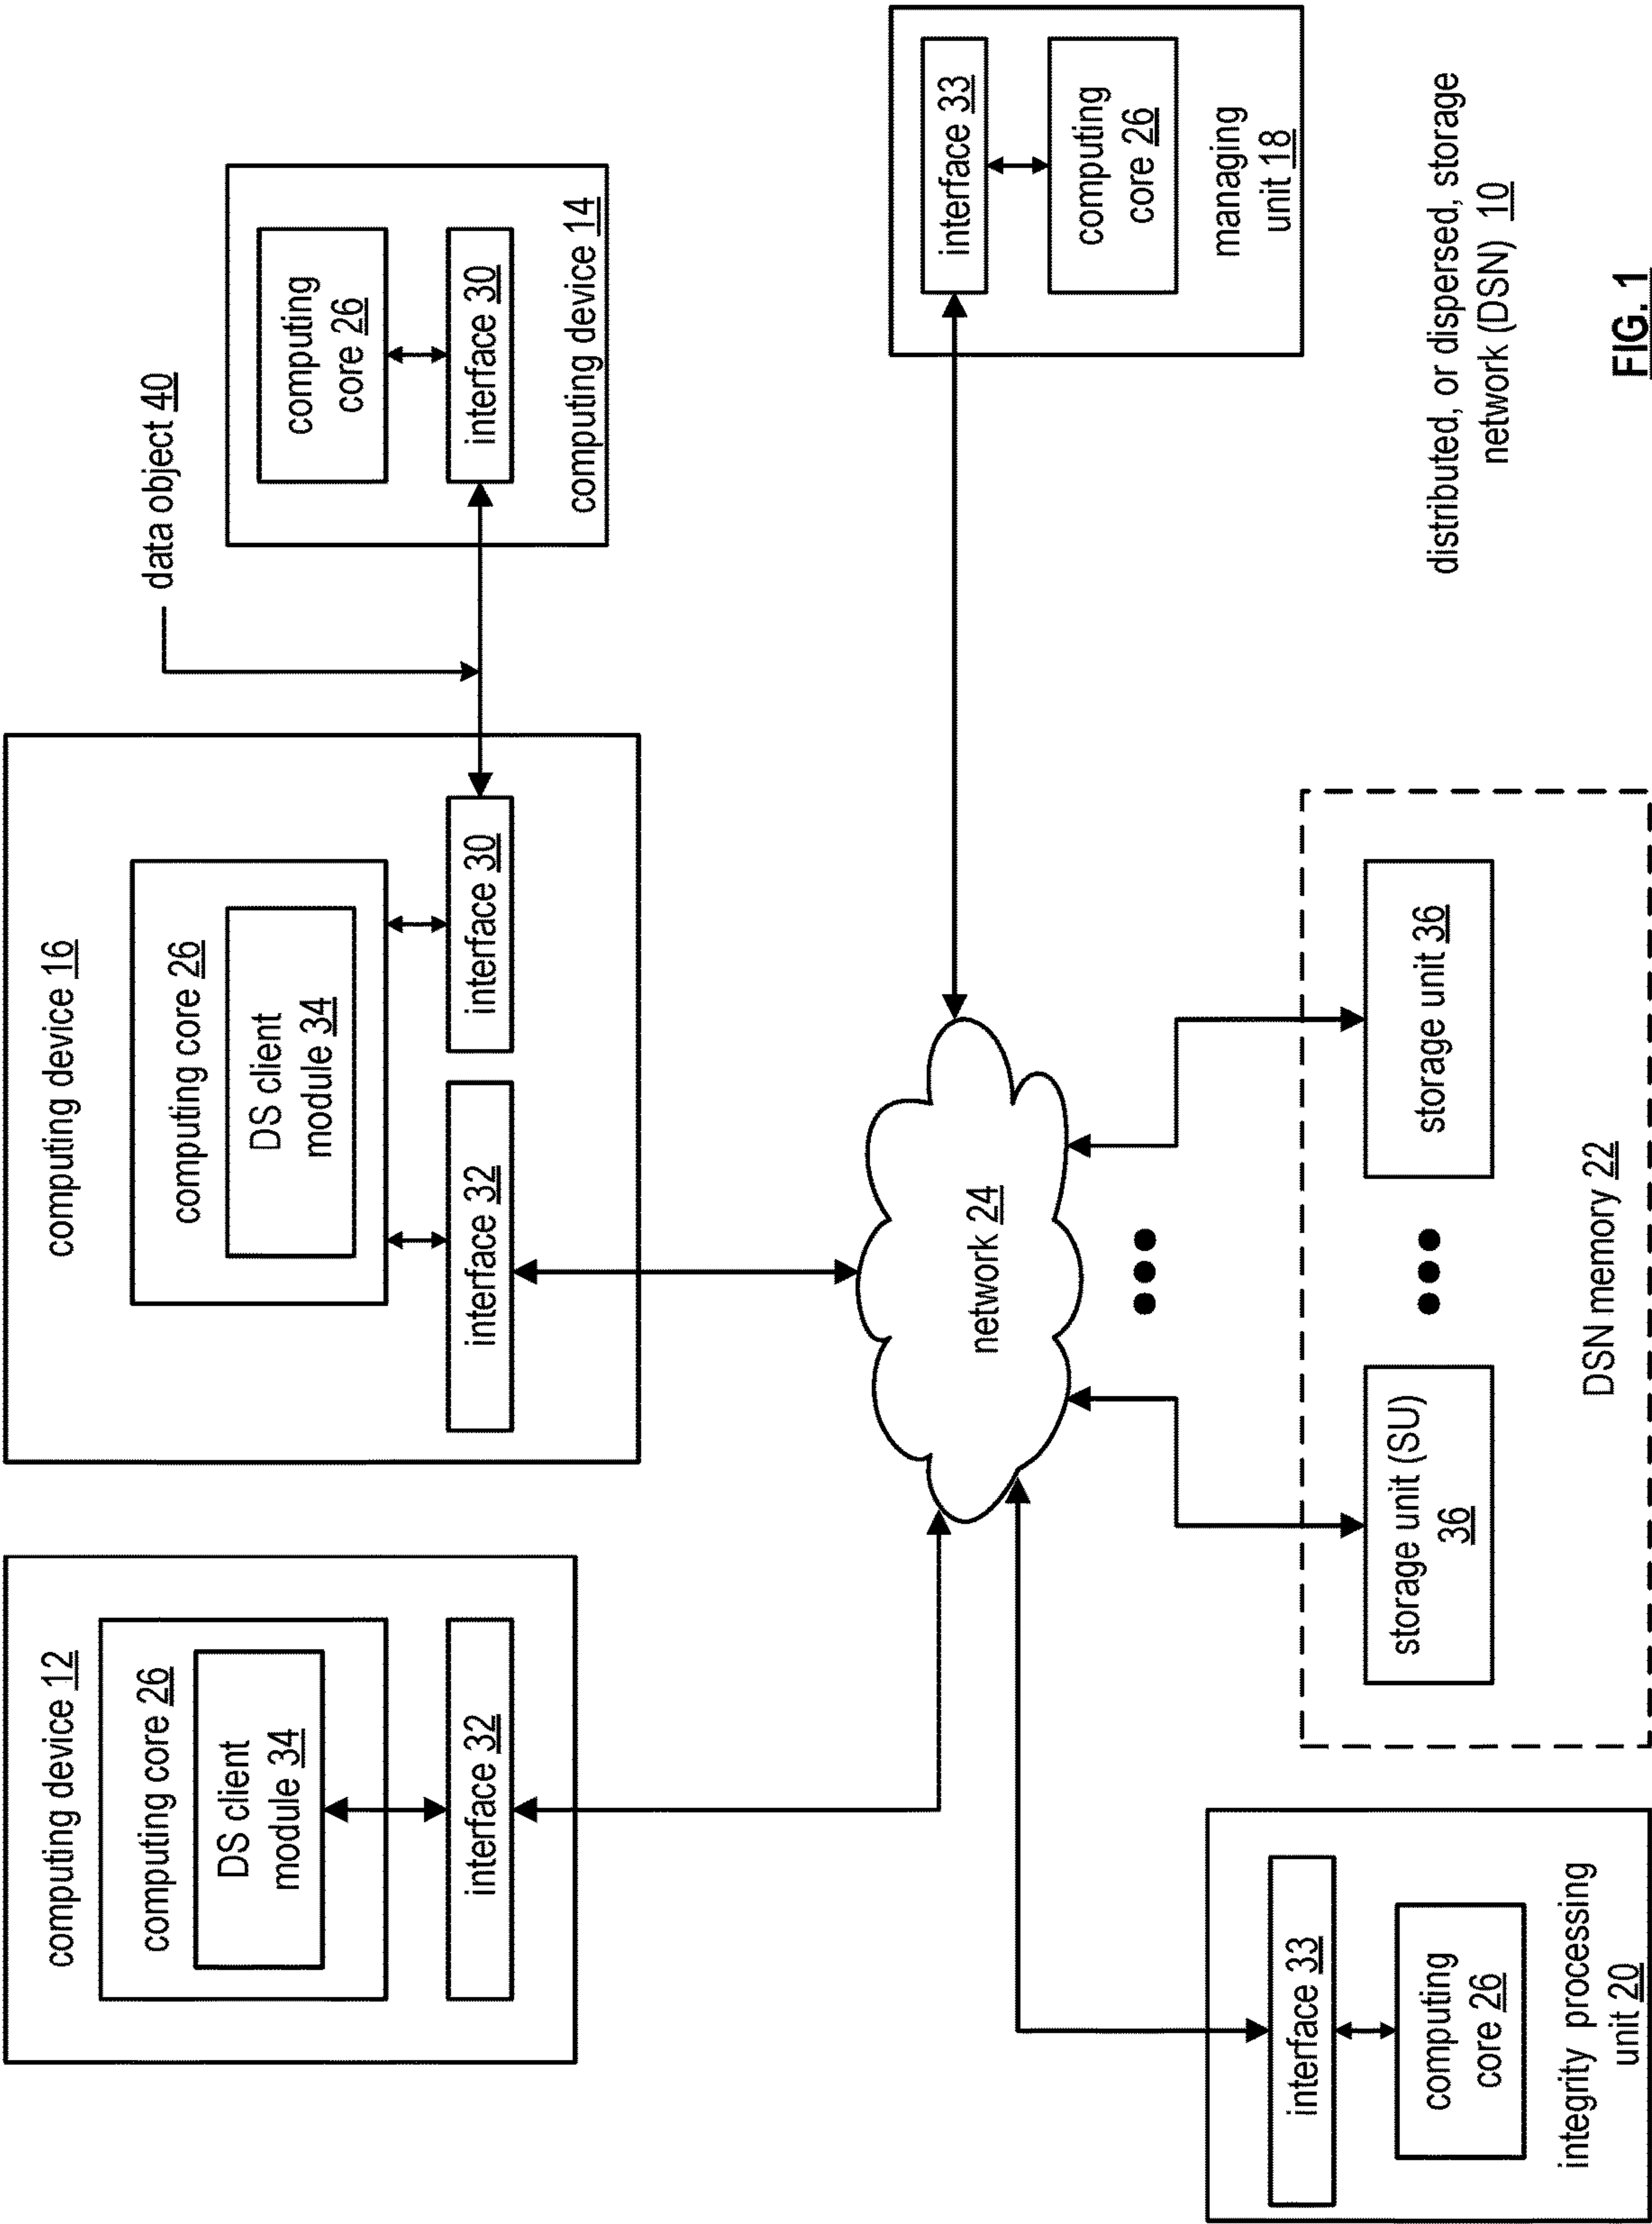 computing device 12
computing core 26
DS client
module 34
interface 32
computing device 16
computing core 26
DS client
module 34
interface 32
interface 30
data object 40
computing
core 26
interface 30
computing device 14
network 24
interface 33
computing
core 26
managing
unit 18
interface 33
computing
core 26
integrity processing
unit 20
storage unit (SU)
36
storage unit 36
DSN memory 22
distributed, or dispersed, storage
network (DSN) 10
FIG. 1